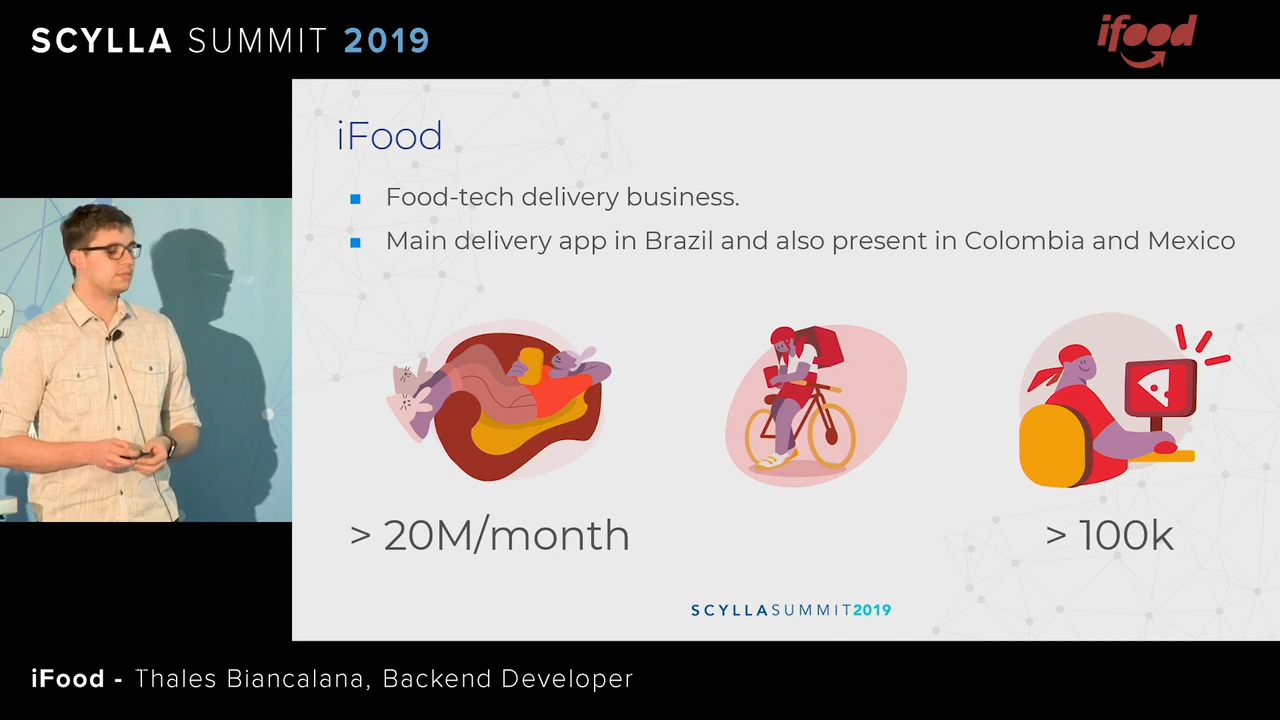 SCYLLA SUMMIT 2019
ifood
iFood
Food-tech delivery business.
Main delivery app in Brazil and also present in Colombia and Mexico
> 20M/month
> 100k
SCYLLASUMMIT2019
iFood - Thales Biancalana, Backend Developer